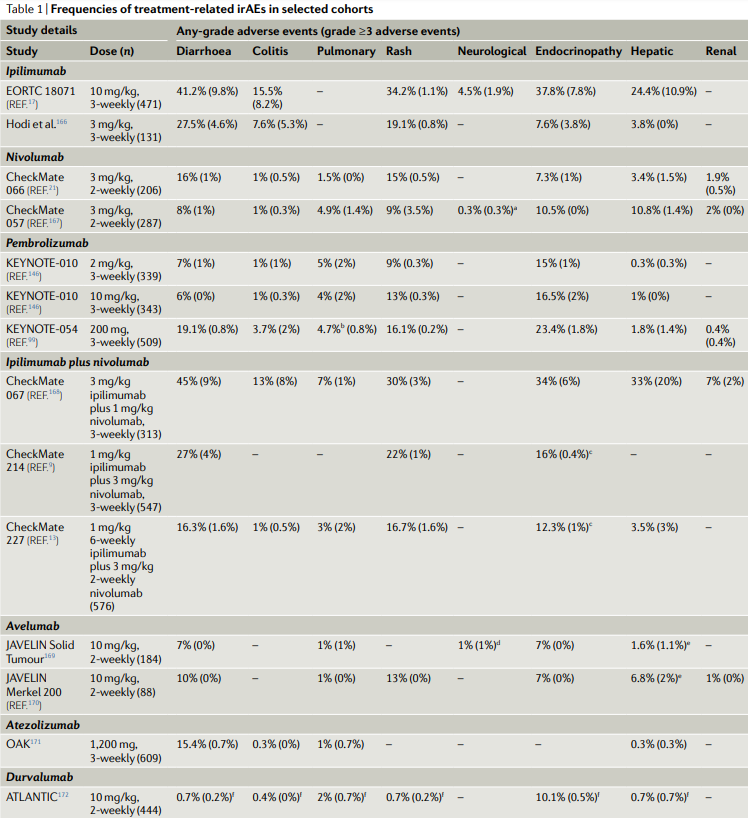 Table 1 | Frequencies of treatment-related irAEs in selected cohorts
Study details Any-grade adverse events (grade ≥3 adverse events)
Study Dose (n) Diarrhoea Colitis Pulmonary Rash Neurological Endocrinopathy Hepatic Renal
Ipilimumab
EORTC 18071 10 mg/kg, 41.2% (9.8%) 15.5% – 34.2% (1.1%) 4.5% (1.9%) 37.8% (7.8%) 24.4% (10.9%) –
(REF.17) 3-weekly (471) (8.2%)
Hodi et al.166 3 mg/kg, 27.5% (4.6%) 7.6% (5.3%) – 19.1% (0.8%) – 7.6% (3.8%) 3.8% (0%) –
3-weekly (131)
Nivolumab
CheckMate 3 mg/kg, 16% (1%) 1% (0.5%) 1.5% (0%) 15% (0.5%) – 7.3% (1%) 3.4% (1.5%) 1.9%
066 (REF.21) 2-weekly (206) (0.5%)
CheckMate 3 mg/kg, 8% (1%) 1% (0.3%) 4.9% (1.4%) 9% (3.5%) 0.3% (0.3%)a 10.5% (0%) 10.8% (1.4%) 2% (0%)
057 (REF.167) 2-weekly (287)
Pembrolizumab
KEYNOTE-010 2 mg/kg, 7% (1%) 1% (1%) 5% (2%) 9% (0.3%) – 15% (1%) 0.3% (0.3%) –
(REF.146) 3-weekly (339)
KEYNOTE-010 10 mg/kg, 6% (0%) 1% (0.3%) 4% (2%) 13% (0.3%) – 16.5% (2%) 1% (0%) –
(REF.146) 3-weekly (343)
KEYNOTE-054 200 mg, 19.1% (0.8%) 3.7% (2%) 4.7%b (0.8%) 16.1% (0.2%) – 23.4% (1.8%) 1.8% (1.4%) 0.4%
(REF.99) 3-weekly (509) (0.4%)
Ipilimumab plus nivolumab
CheckMate 3 mg/kg 45% (9%) 13% (8%) 7% (1%) 30% (3%) – 34% (6%) 33% (20%) 7% (2%)
067 (REF.168) ipilimumab
plus 1 mg/kg
nivolumab,
3-weekly (313)
CheckMate 1 mg/kg 27% (4%) – – 22% (1%) – 16% (0.4%)c – –
214 (REF.9) ipilimumab
plus 3 mg/kg
nivolumab,
3-weekly (547)
CheckMate 1 mg/kg 16.3% (1.6%) 1% (0.5%) 3% (2%) 16.7% (1.6%) – 12.3% (1%)c 3.5% (3%) –
227 (REF.13) 6-weekly
ipilimumab
plus 3 mg/kg
2-weekly
nivolumab
(576)
Avelumab
JAVELIN Solid 10 mg/kg, 7% (0%) – 1% (1%) – 1% (1%)d 7% (0%) 1.6% (1.1%)e –
Tumour169 2-weekly (184)
JAVELIN 10 mg/kg, 10% (0%) – 1% (0%) 13% (0%) – 7% (0%) 6.8% (2%)e 1% (0%)
Merkel 200 2-weekly (88)
(REF.170)
Atezolizumab
OAK171 1,200 mg, 15.4% (0.7%) 0.3% (0%) 1% (0.7%) – – – 0.3% (0.3%) –
3-weekly (609)
Durvalumab
ATLANTIC172 10 mg/kg, 0.7% (0.2%)f 0.4% (0%)f 2% (0.7%)f 0.7% (0.2%)f – 10.1% (0.5%)f 0.7% (0.7%)f –
2-weekly (444)